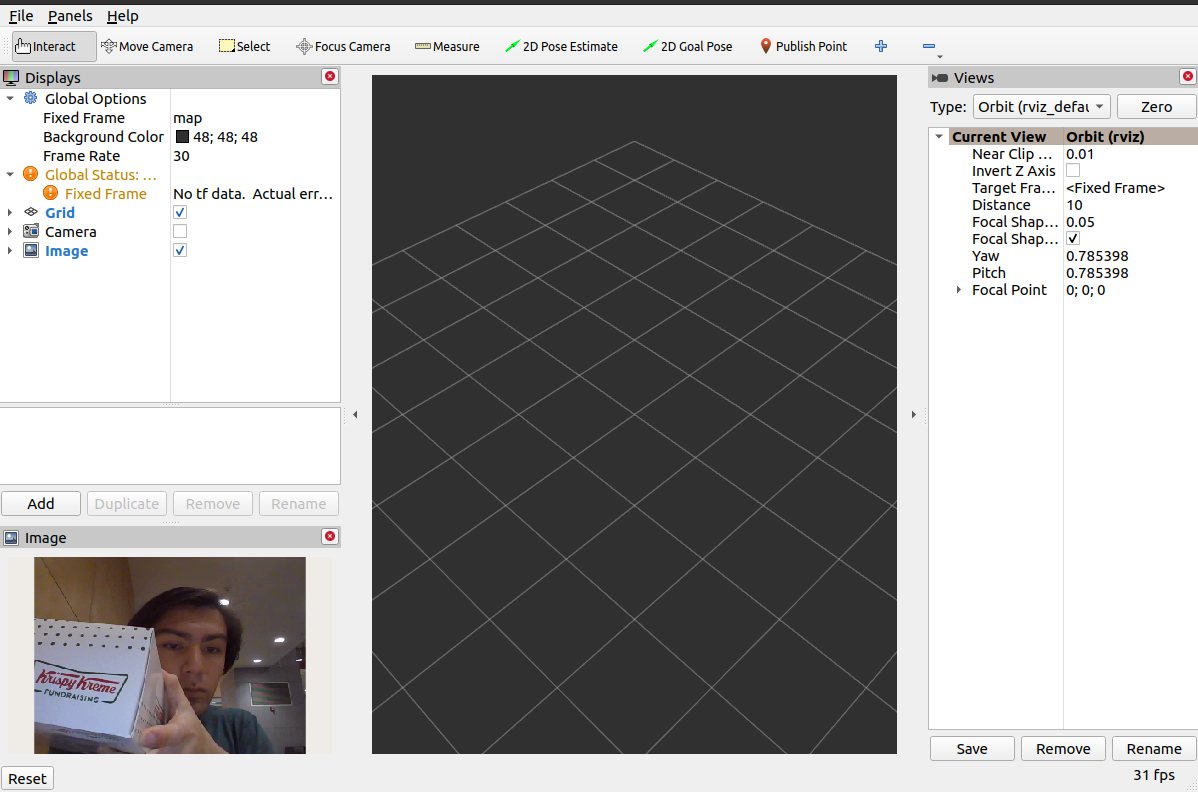 File Panels Help
Interact Move Camera Select Focus Camera Measure 2D Pose Estimate 2D Goal Pose Publish Point
Displays
Global Options
Fixed Frame map
Background Color 48; 48; 48
Frame Rate 30
Global Status: ...
Fixed Frame No tf data. Actual err...
Grid
Camera
Image
Add Duplicate Remove Rename
Image
Krispy Kreme
FUNDRAISING
Reset
Views
Type: Orbit (rviz_defau Zero
Current View Orbit (rviz)
Near Clip ... 0.01
Invert Z Axis
Target Fra... <Fixed Frame>
Distance 10
Focal Shap... 0.05
Focal Shap...
Yaw 0.785398
Pitch 0.785398
Focal Point 0; 0; 0
Save Remove Rename
31 fps